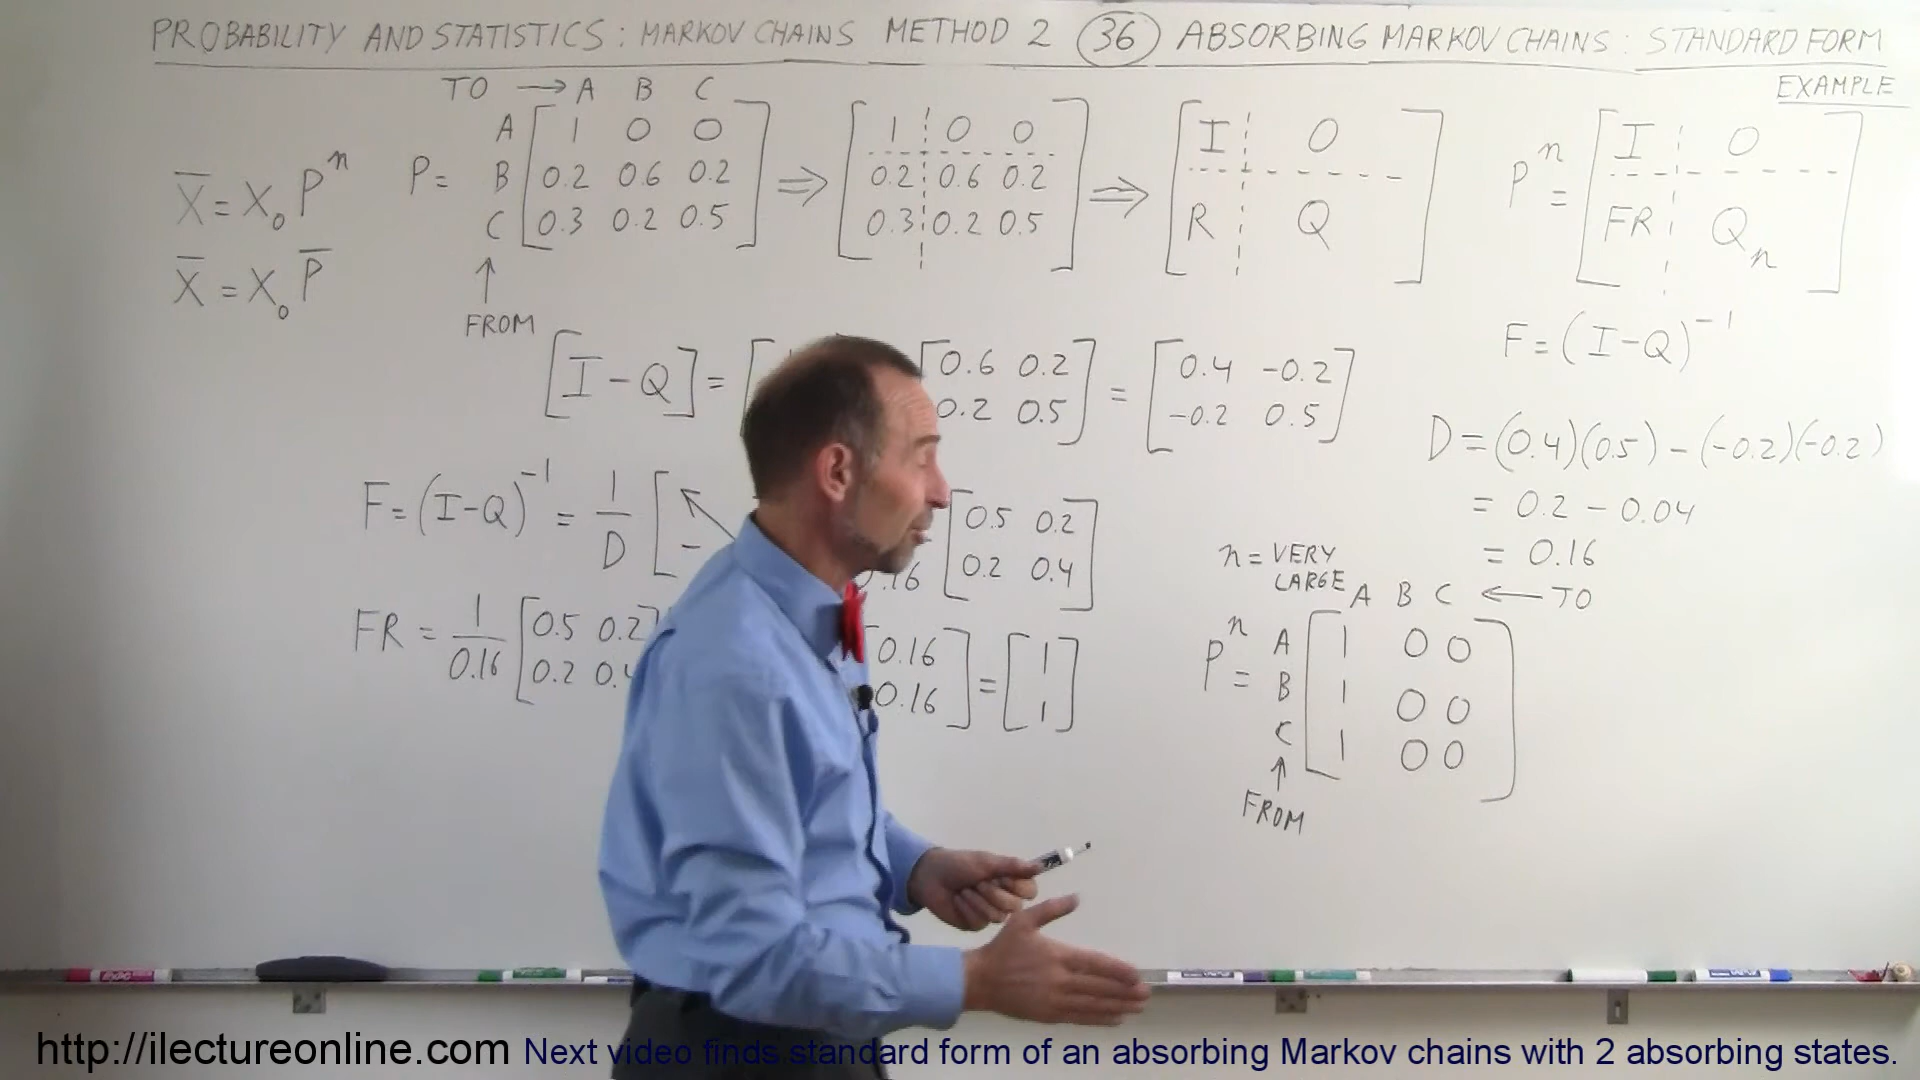 PROBABILITY AND STATISTICS: MARKOV CHAINS METHOD 2 (36) ABSORBING MARKOV CHAINS: STANDARD FORM
EXAMPLE
TO → A B C
X̅ = X₀ Pⁿ
X̅ = X₀ P̅
P =
A [ 1 0 0 ]
B [ 0.2 0.6 0.2 ]
C [ 0.3 0.2 0.5 ]
↑
FROM
⇒
[ 1 ¦ 0 0 ]
[ 0.2 ¦ 0.6 0.2 ]
[ 0.3 ¦ 0.2 0.5 ]
⇒
[ I ¦ O ]
[ R ¦ Q ]
Pⁿ =
[ I ¦ O ]
[ FR ¦ Qₙ ]
F = (I-Q)⁻¹
[I-Q] = [
0.6 0.2 ]
0.2 0.5 ]
=
[ 0.4 -0.2 ]
[ -0.2 0.5 ]
D = (0.4)(0.5) - (-0.2)(-0.2)
= 0.2 - 0.04
= 0.16
F = (I-Q)⁻¹ = 1/D [
[ 0.5 0.2 ]
[ 0.2 0.4 ]
FR = 1/0.16
[ 0.5 0.2 ]
[ 0.2
0.16 ]
0.16 ]
=
[ 1 ]
[ 1 ]
n = VERY
LARGE
A B C ← TO
Pⁿ =
A [ 1 0 0 ]
B [ 1 0 0 ]
C [ 1 0 0 ]
↑
FROM
http://ilectureonline.com Next video finds standard form of an absorbing Markov chains with 2 absorbing states.